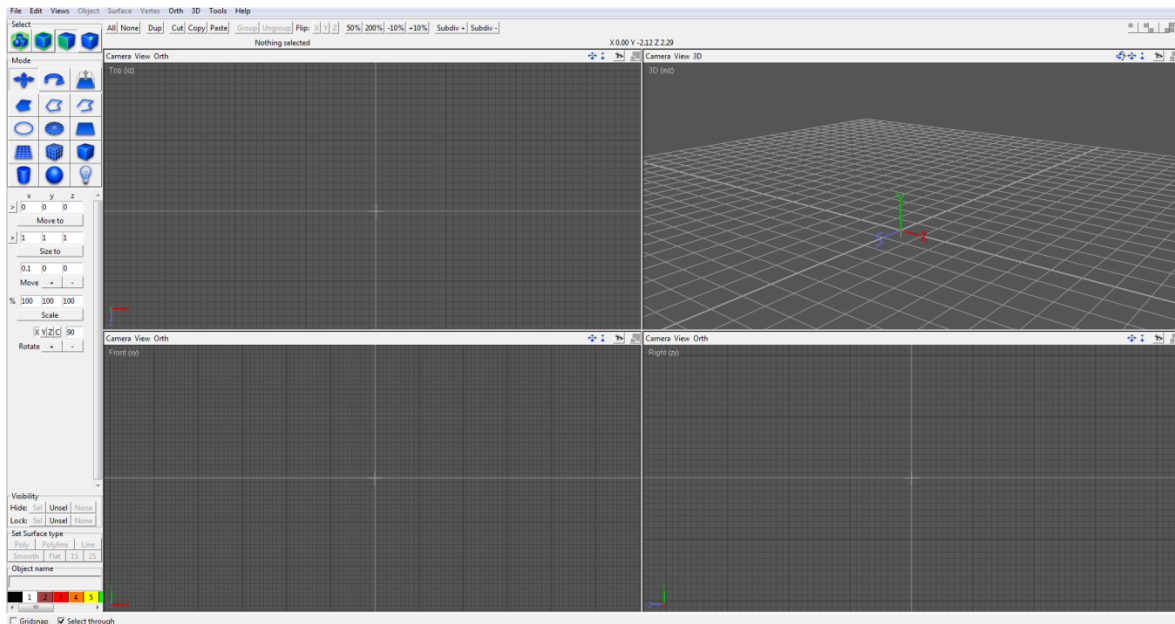 File Edit Views Object Surface Vertex Orth 3D Tools Help
Select
All None Dup Cut Copy Paste Group Ungroup Flip: X Y Z 50% 200% -10% +10% Subdiv + Subdiv -
Nothing selected X 0.00 Y -2.12 Z 2.29
Mode
Camera View Orth
Top (xz)
Camera View 3D
3D (xyz)
Y
X
x y z
> 0 0 0
Move to
> 1 1 1
Size to
0.1 0 0
Move + -
% 100 100 100
Scale
X Y Z C 90
Rotate + -
Camera View Orth
Front (xy)
Camera View Orth
Right (zy)
Visibility
Hide: Sel Unsel None
Lock: Sel Unsel None
Set Surface type
Poly Polyline Line
Smooth Flat 1S 2S
Object name
1 2 3 4 5
Gridsnap Select through